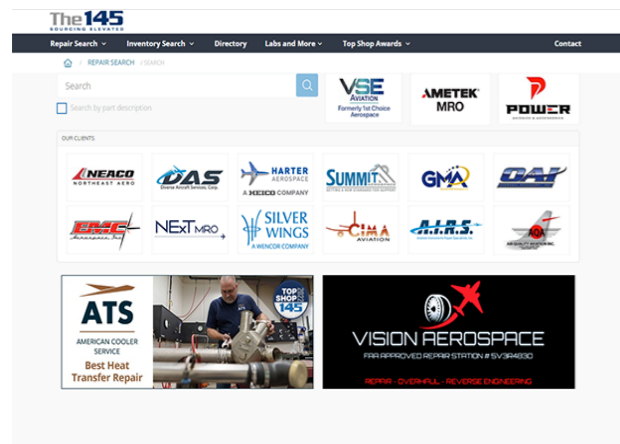 The145
SOURCING ELEVATED
Repair Search Inventory Search Directory Labs and More Top Shop Awards Contact
/ REPAIR SEARCH / SEARCH
Search
Search by part description
VSE
AVIATION
Formerly 1st Choice
Aerospace
AMETEK
MRO
POWER
OUR CLIENTS
NEACO
NORTHEAST AERO
DAS
Diverse Aircraft Services, Corp.
HARTER
AEROSPACE
A HEICO COMPANY
SUMMIT
GMA
OAI
EMC
Aerospace, Inc.
NExT MRO
SILVER
WINGS
A WENCOR COMPANY
CIMA
AVIATION
A.I.R.S.
AQA
ATS
AMERICAN COOLER
SERVICE
Best Heat
Transfer Repair
TOP
SHOP
145
VISION AEROSPACE
FAA APPROVED REPAIR STATION # 5V3R483D
REPAIR - OVERHAUL - REVERSE ENGINEERING